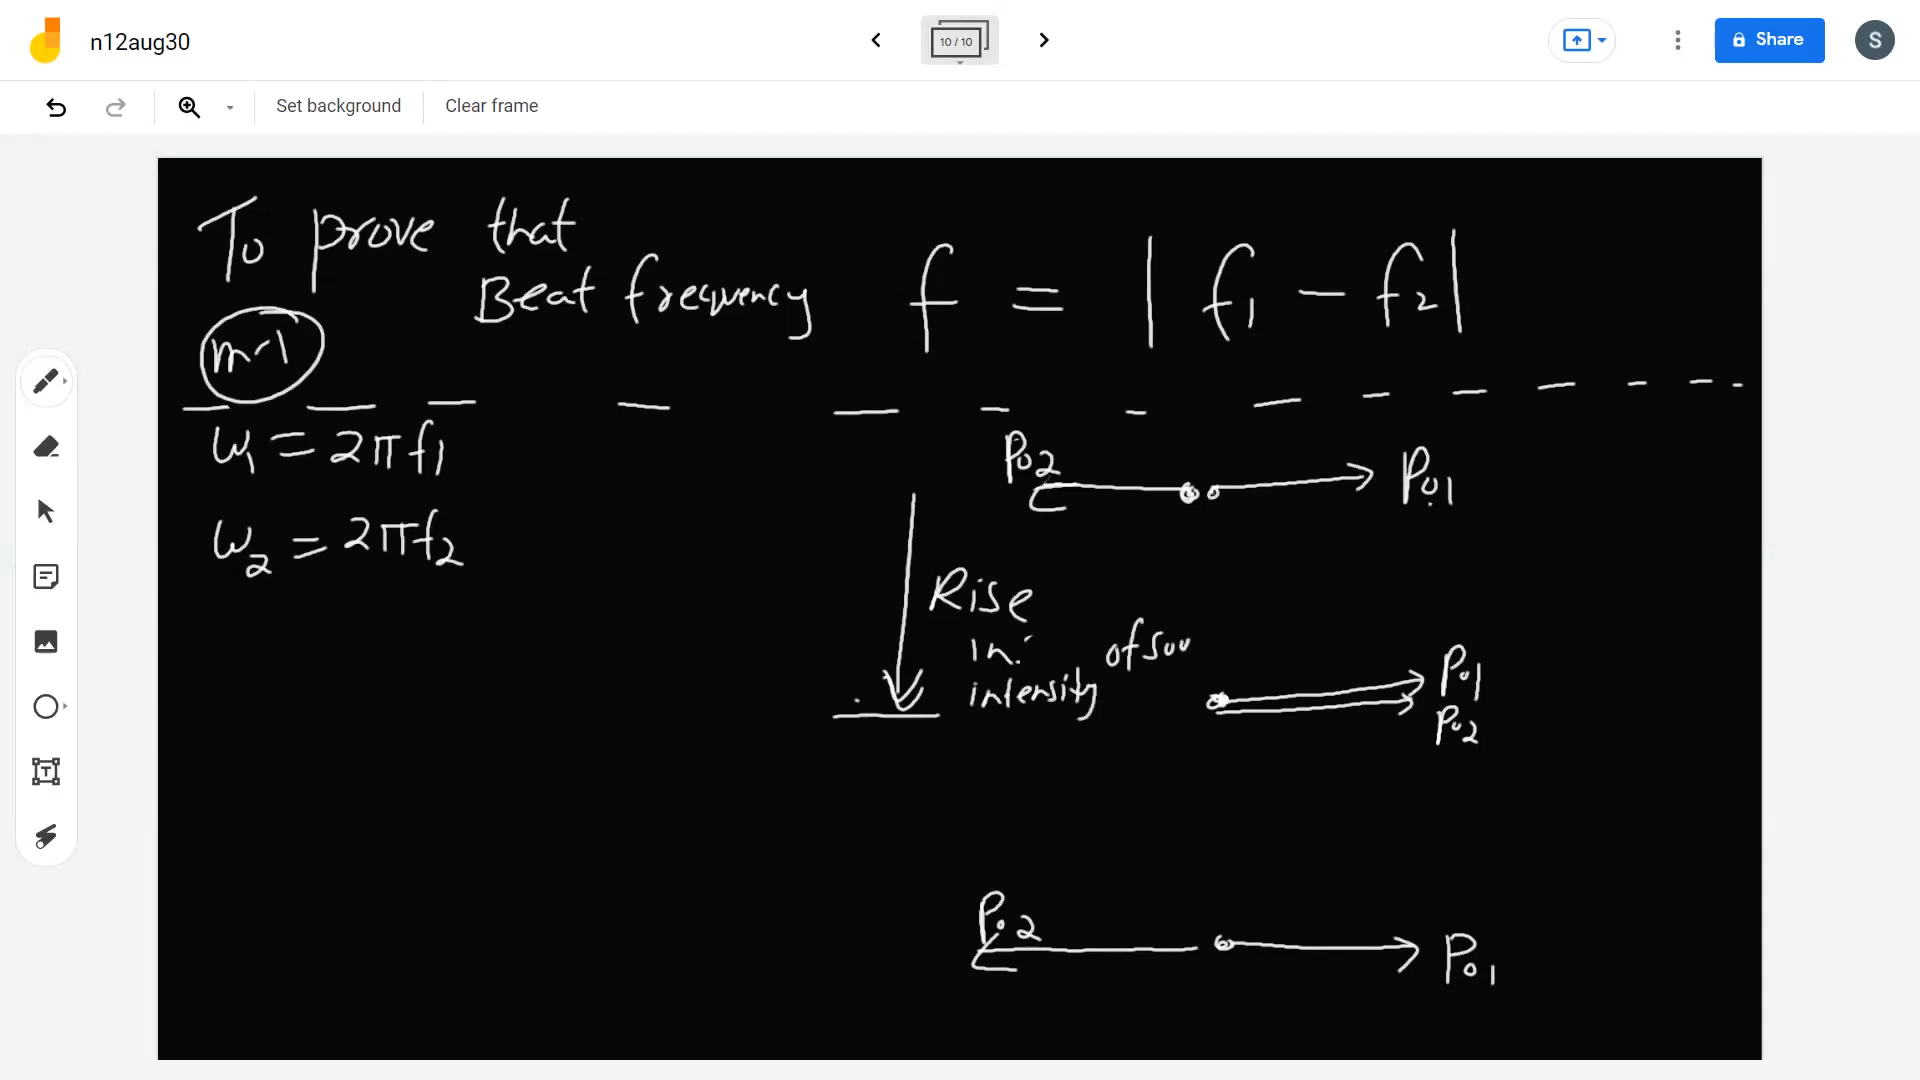 n12aug30
10 / 10
Share
S
Set background
Clear frame
To prove that
Beat frequency f = | f1 - f2 |
m-1
ω1 = 2πf1
ω2 = 2πf2
P02
P01
Rise
in
intensity of sou
P01
P02
P02
P01